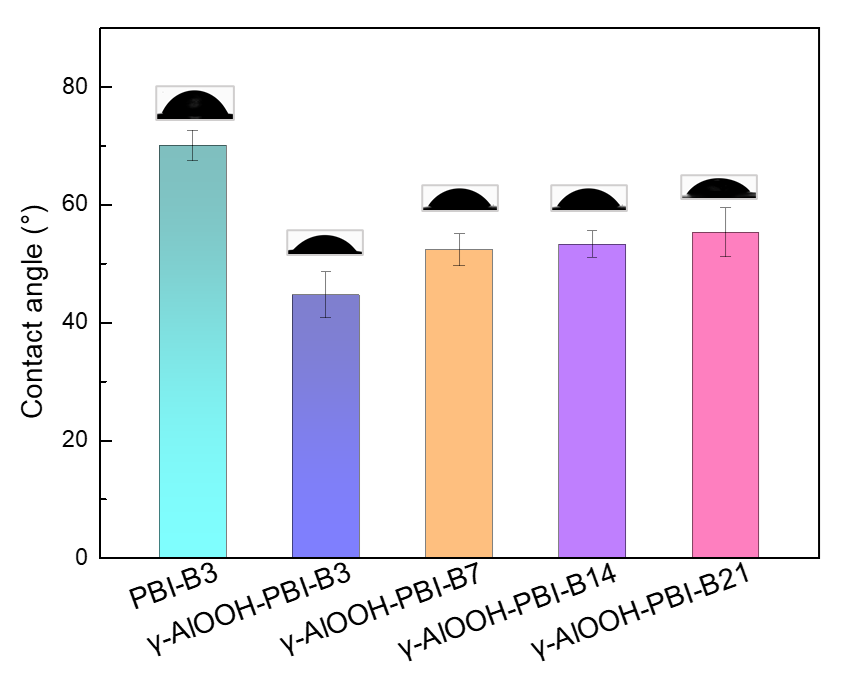 80
60
40
20
0
Contact angle (°)
PBI-B3
γ-AlOOH-PBI-B3
γ-AlOOH-PBI-B7
γ-AlOOH-PBI-B14
γ-AlOOH-PBI-B21